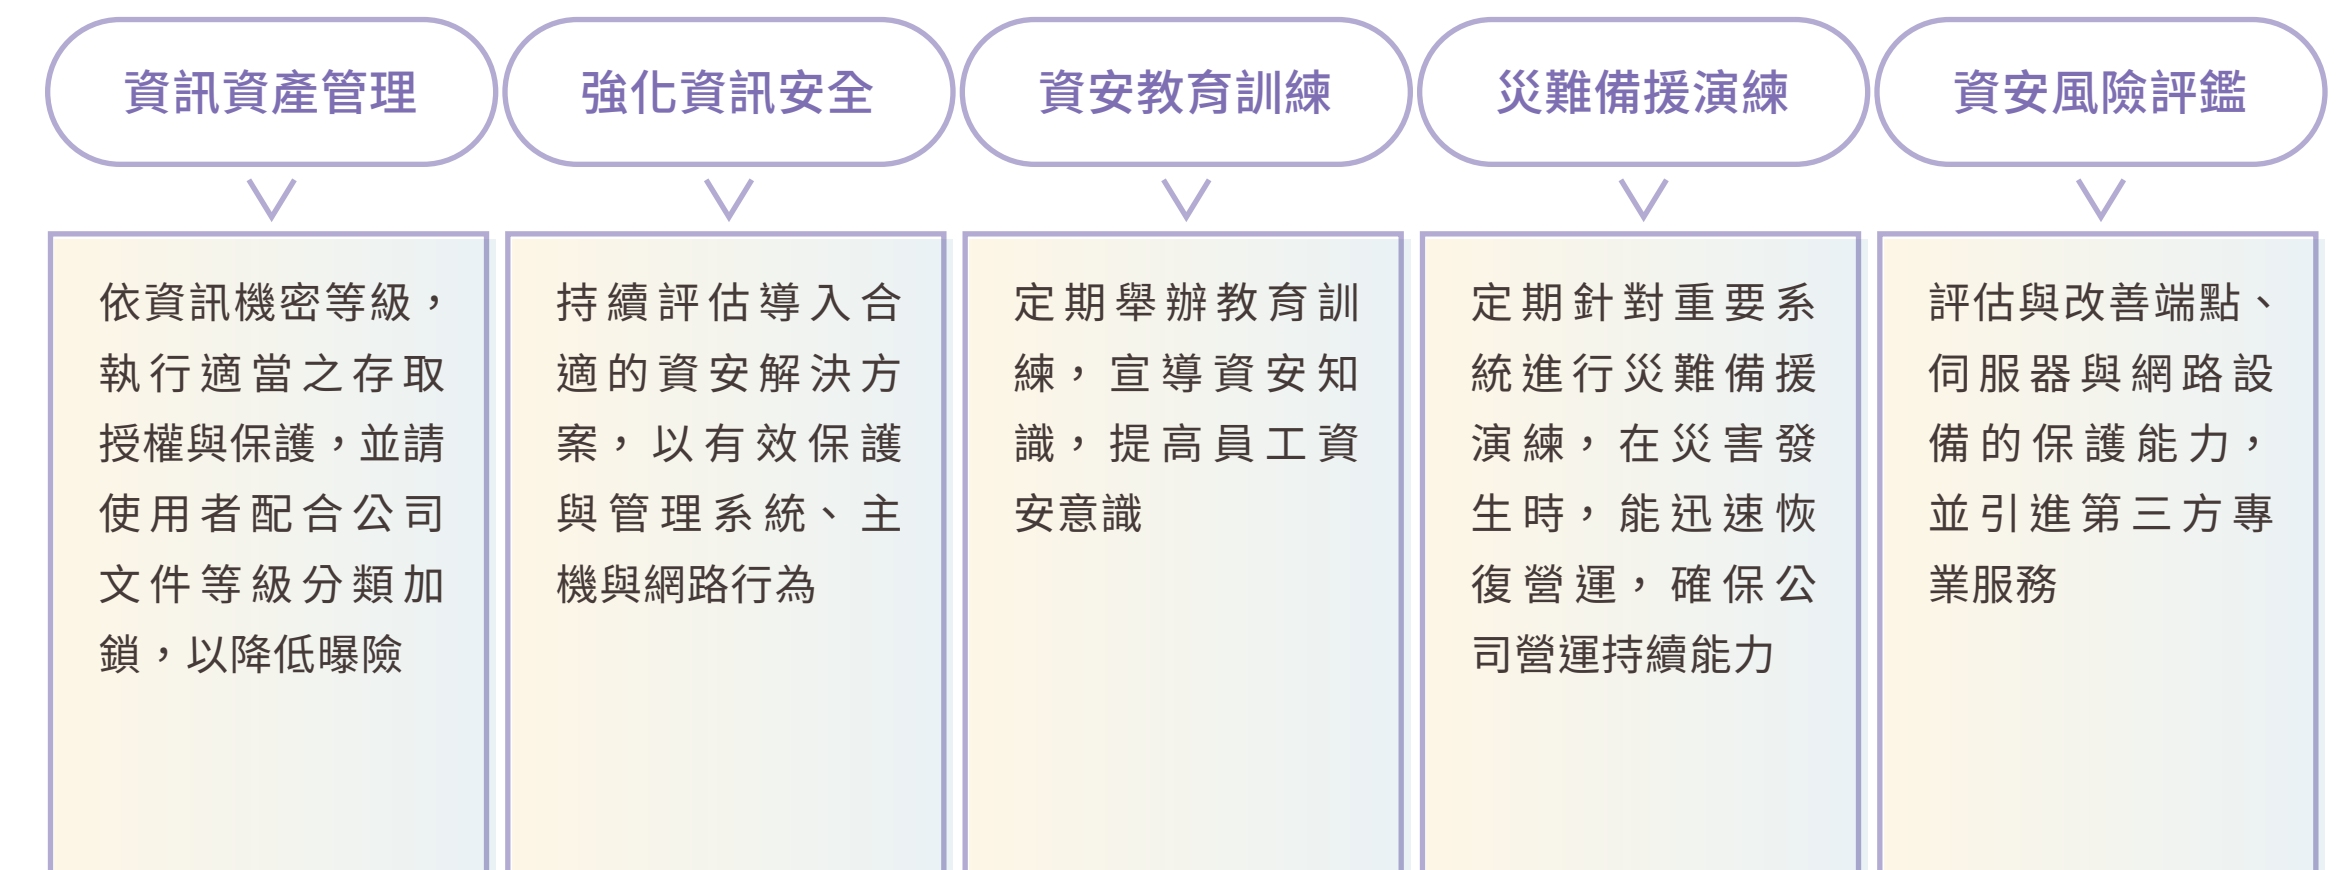 資訊資產管理
強化資訊安全
資安教育訓練
災難備援演練
資安風險評鑑
依資訊機密等級，
執行適當之存取
授權與保護，並請
使用者配合公司
文件等級分類加
鎖，以降低曝險
持續評估導入合
適的資安解決方
案，以有效保護
與管理系統、主
機與網路行為
定期舉辦教育訓
練，宣導資安知
識，提高員工資
安意識
定期針對重要系
統進行災難備援
演練，在災害發
生時，能迅速恢
復營運，確保公
司營運持續能力
評估與改善端點、
伺服器與網路設
備的保護能力，
並引進第三方專
業服務